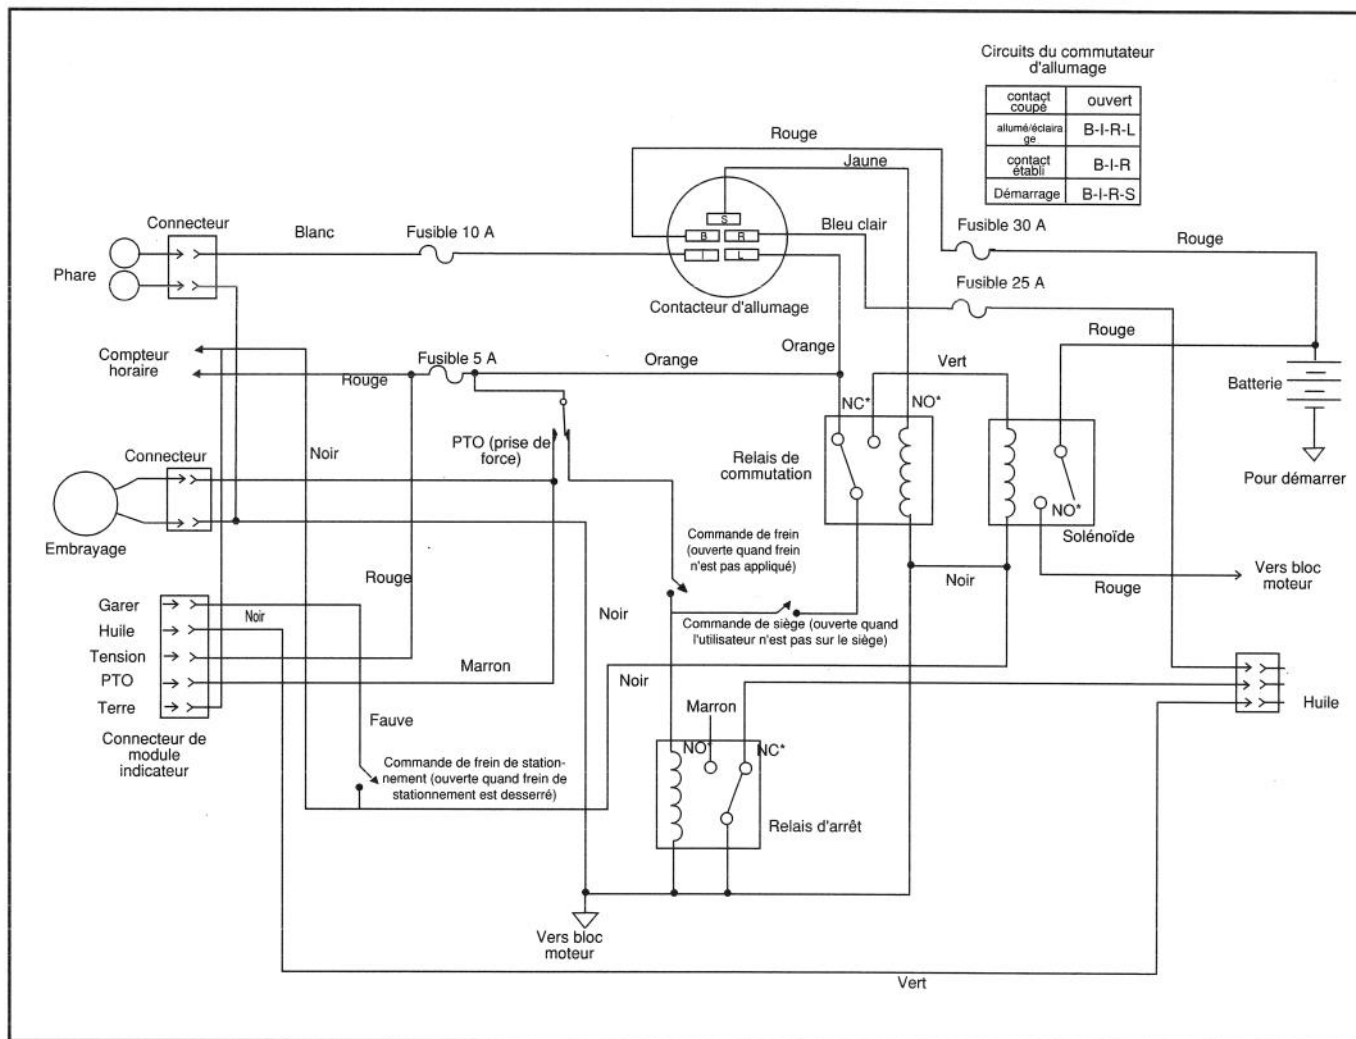 Circuits du commutateur
d'allumage
contact
coupé
ouvert
allumé/éclaira
ge
B-I-R-L
contact
établi
B-I-R
Démarrage
B-I-R-S
Rouge
Jaune
Connecteur
Blanc
Fusible 10 A
S
B
R
I
L
Bleu clair
Fusible 30 A
Rouge
Phare
Contacteur d'allumage
Fusible 25 A
Compteur
horaire
Rouge
Fusible 5 A
Orange
Orange
Vert
Rouge
Batterie
NC*
NO*
Noir
PTO (prise de
force)
Connecteur
Relais de
commutation
Pour démarrer
NO*
Embrayage
Solénoïde
Commande de frein
(ouverte quand frein
n'est pas appliqué)
Rouge
Noir
Rouge
Vers bloc
moteur
Garer
Huile
Tension
PTO
Terre
Noir
Noir
Commande de siège (ouverte quand
l'utilisateur n'est pas sur le siège)
Marron
Noir
Marron
Huile
Fauve
Connecteur de
module
indicateur
NO*
NC*
Commande de frein de station-
nement (ouverte quand frein de
stationnement est desserré)
Relais d'arrêt
Vers bloc
moteur
Vert